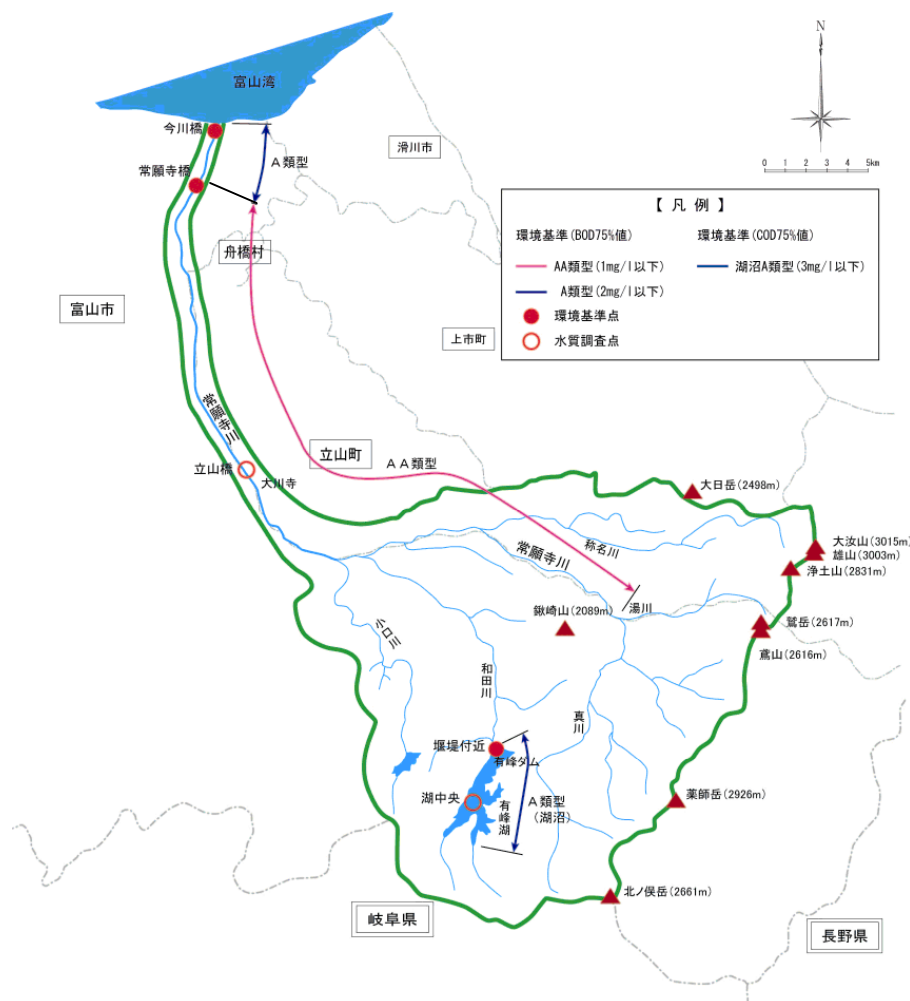 富山湾
N
今川橋
Ａ類型
滑川市
0 1 2 3 4 5km
常願寺橋
【 凡 例 】
環境基準(BOD75%値)
環境基準(COD75%値)
舟橋村
AA類型(1mg/l以下)
湖沼A類型(3mg/l以下)
A類型(2mg/l以下)
富山市
環境基準点
上市町
水質調査点
常願寺川
立山町
ＡＡ類型
立山橋
大川寺
大日岳(2498m)
称名川
大汝山(3015m)
常願寺川
雄山(3003m)
浄土山(2831m)
湯川
鍬崎山(2089m)
鷲岳(2617m)
小口川
鳶山(2616m)
和田川
真川
堰堤付近
有峰ダム
湖中央
有峰湖
Ａ類型
(湖沼)
薬師岳(2926m)
北ノ俣岳(2661m)
岐阜県
長野県